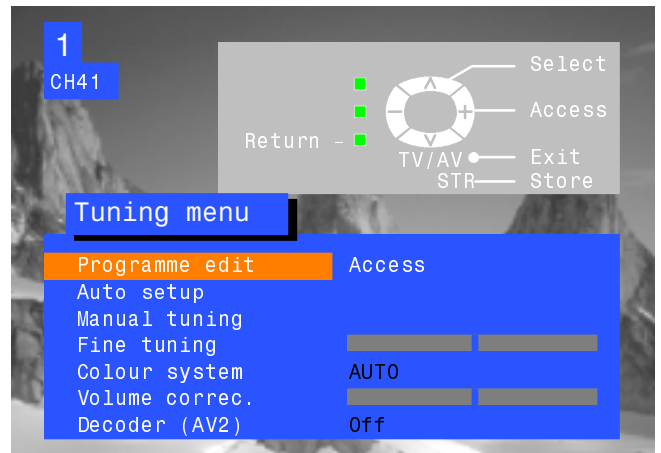 1
CH41
Select
Access
Return –
TV/AV Exit
STR Store
Tuning menu
Programme edit Access
Auto setup
Manual tuning
Fine tuning
Colour system AUTO
Volume correc.
Decoder (AV2) Off